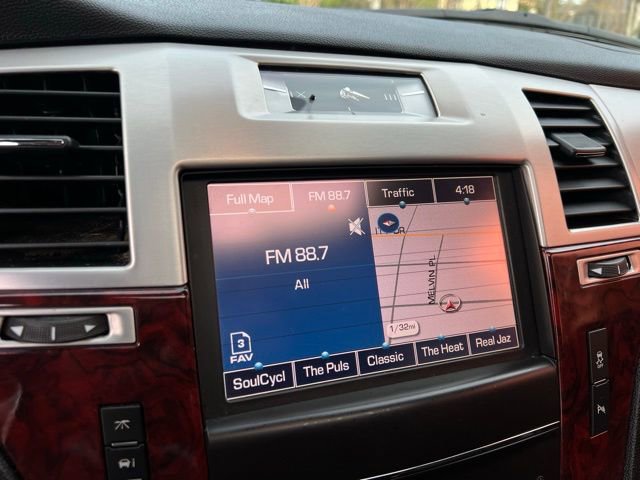 Full Map FM 88.7 Traffic 4:18
FM 88.7
All
MELVIN PL
1/32mi
3
FAV
SoulCycl The Puls Classic The Heat Real Jaz